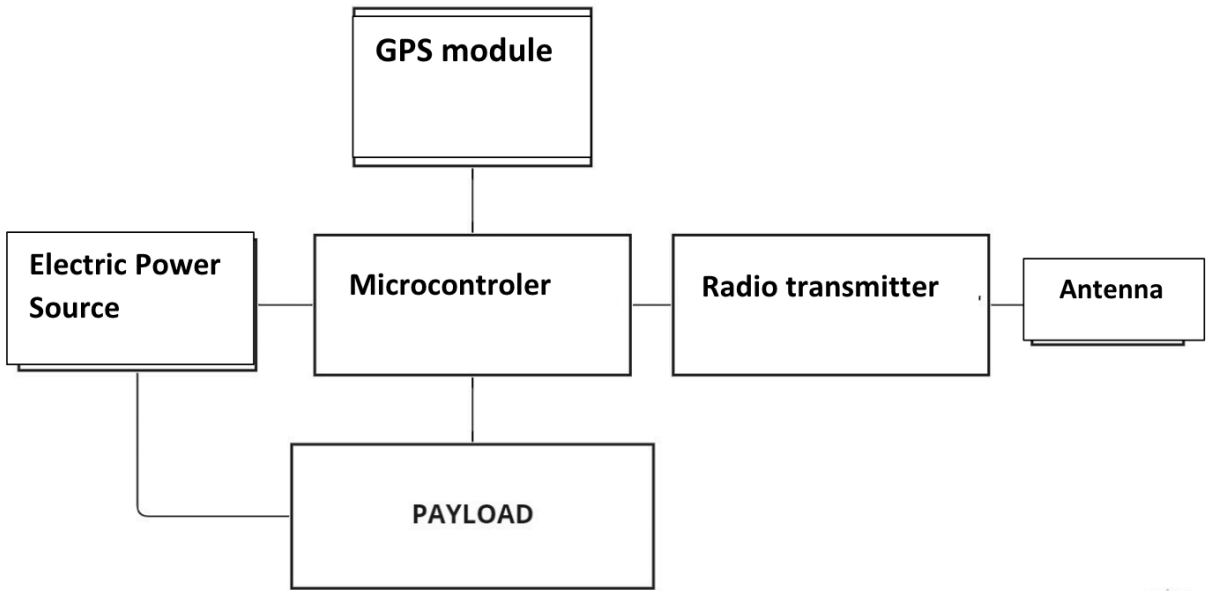 GPS module
Electric Power
Source
Microcontroler
Radio transmitter
Antenna
PAYLOAD